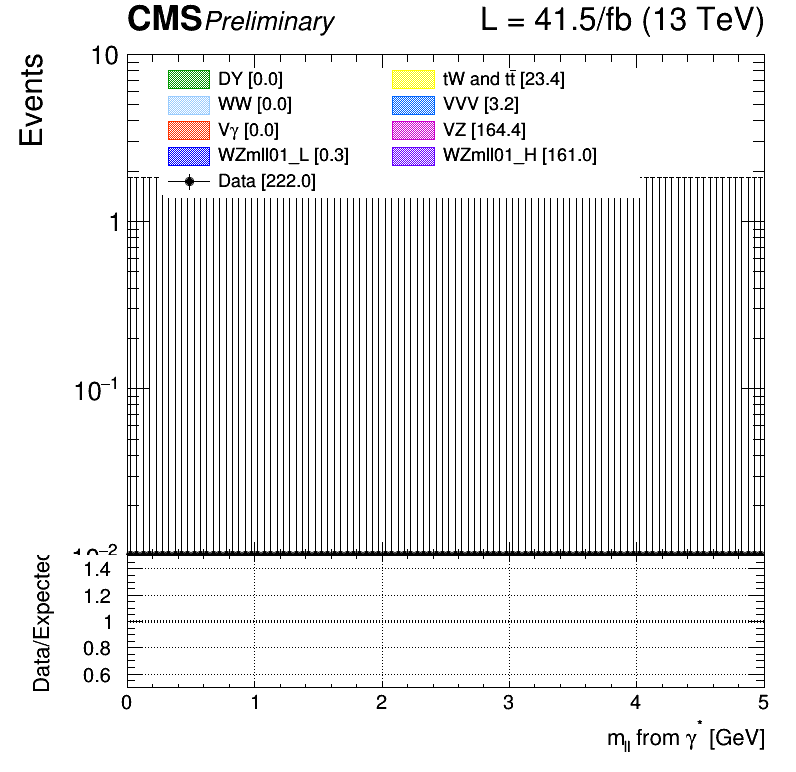 CMS Preliminary L = 41.5/fb (13 TeV)
Events
10
1
10⁻¹
10⁻²
DY [0.0]
tW and tt̄ [23.4]
WW [0.0]
VVV [3.2]
Vγ [0.0]
VZ [164.4]
WZmll01_L [0.3]
WZmll01_H [161.0]
Data [222.0]
Data/Expected
1.4
1.2
1
0.8
0.6
0 1 2 3 4 5
m_ll from γ* [GeV]